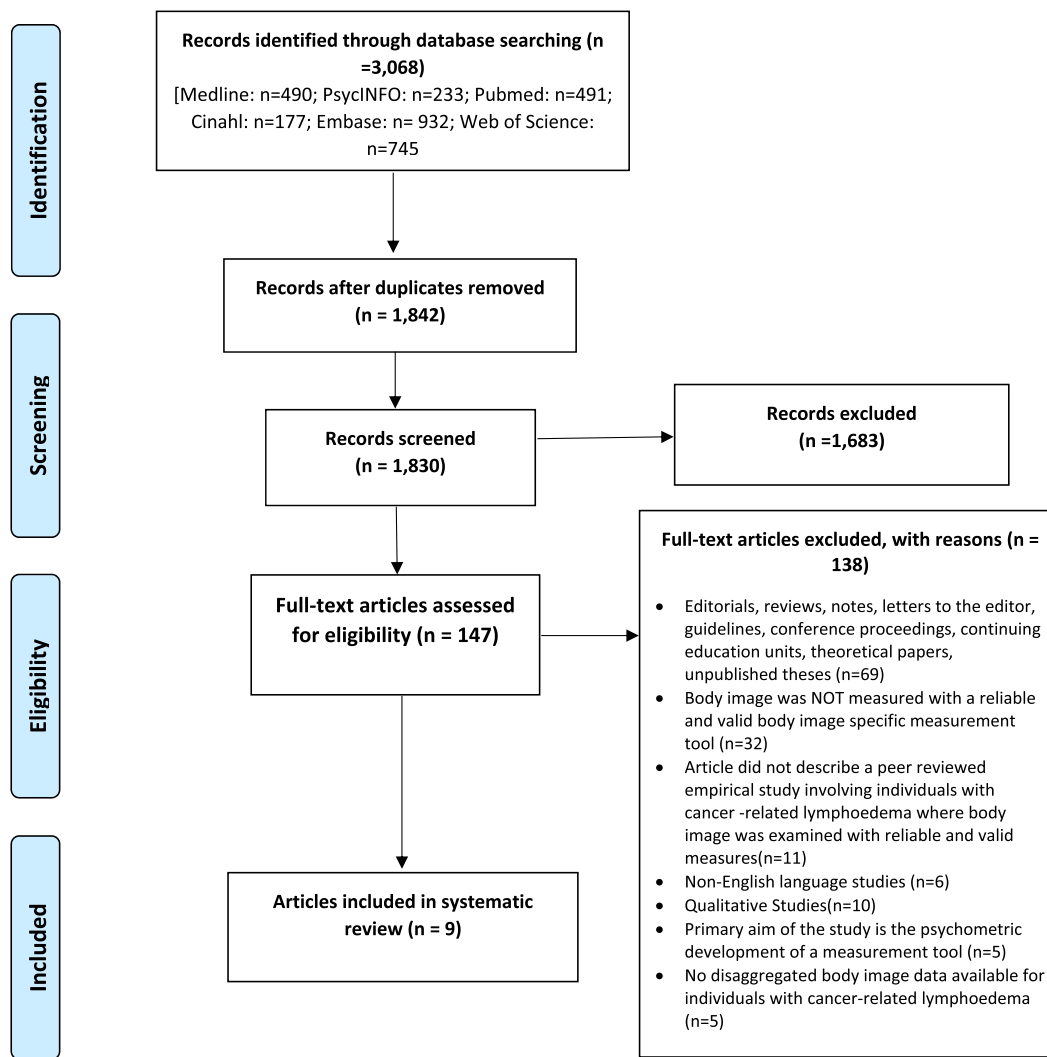 Identification
Records identified through database searching (n
=3,068)
[Medline: n=490; PsycINFO: n=233; Pubmed: n=491;
Cinahl: n=177; Embase: n= 932; Web of Science:
n=745
Records after duplicates removed
(n = 1,842)
Screening
Records screened
(n = 1,830)
Records excluded
(n =1,683)
Eligibility
Full-text articles assessed
for eligibility (n = 147)
Full-text articles excluded, with reasons (n =
138)
• Editorials, reviews, notes, letters to the editor,
guidelines, conference proceedings, continuing
education units, theoretical papers,
unpublished theses (n=69)
• Body image was NOT measured with a reliable
and valid body image specific measurement
tool (n=32)
• Article did not describe a peer reviewed
empirical study involving individuals with
cancer -related lymphoedema where body
image was examined with reliable and valid
measures(n=11)
• Non-English language studies (n=6)
• Qualitative Studies(n=10)
• Primary aim of the study is the psychometric
development of a measurement tool (n=5)
• No disaggregated body image data available for
individuals with cancer-related lymphoedema
(n=5)
Included
Articles included in systematic
review (n = 9)